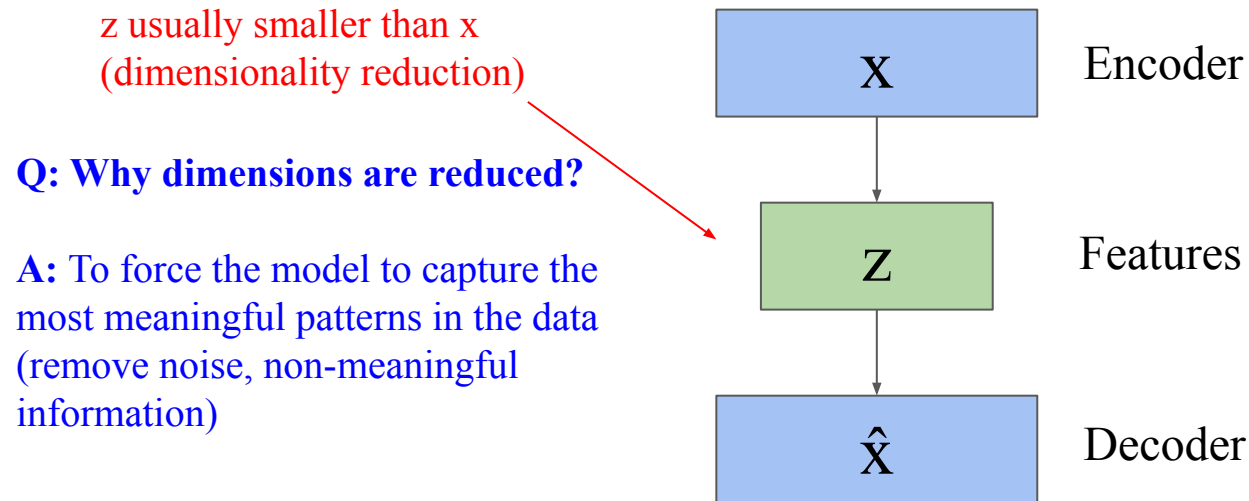 z usually smaller than x
(dimensionality reduction)
Q: Why dimensions are reduced?
A: To force the model to capture the
most meaningful patterns in the data
(remove noise, non-meaningful
information)
x
Encoder
z
Features
x̂
Decoder